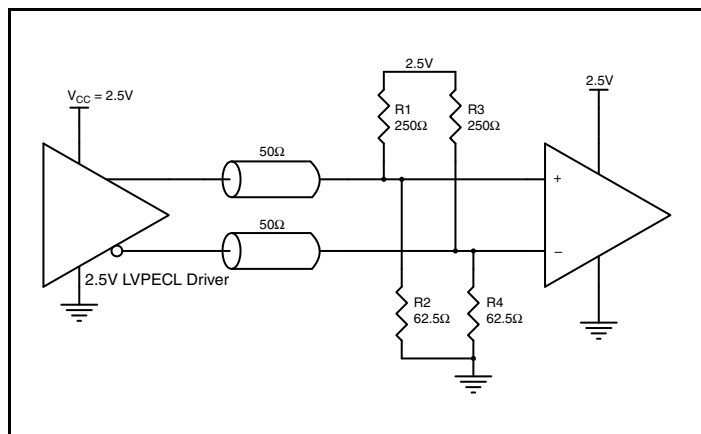 2.5V
V_CC = 2.5V
2.5V
R1
250Ω
R3
250Ω
50Ω
+
50Ω
−
2.5V LVPECL Driver
R2
62.5Ω
R4
62.5Ω